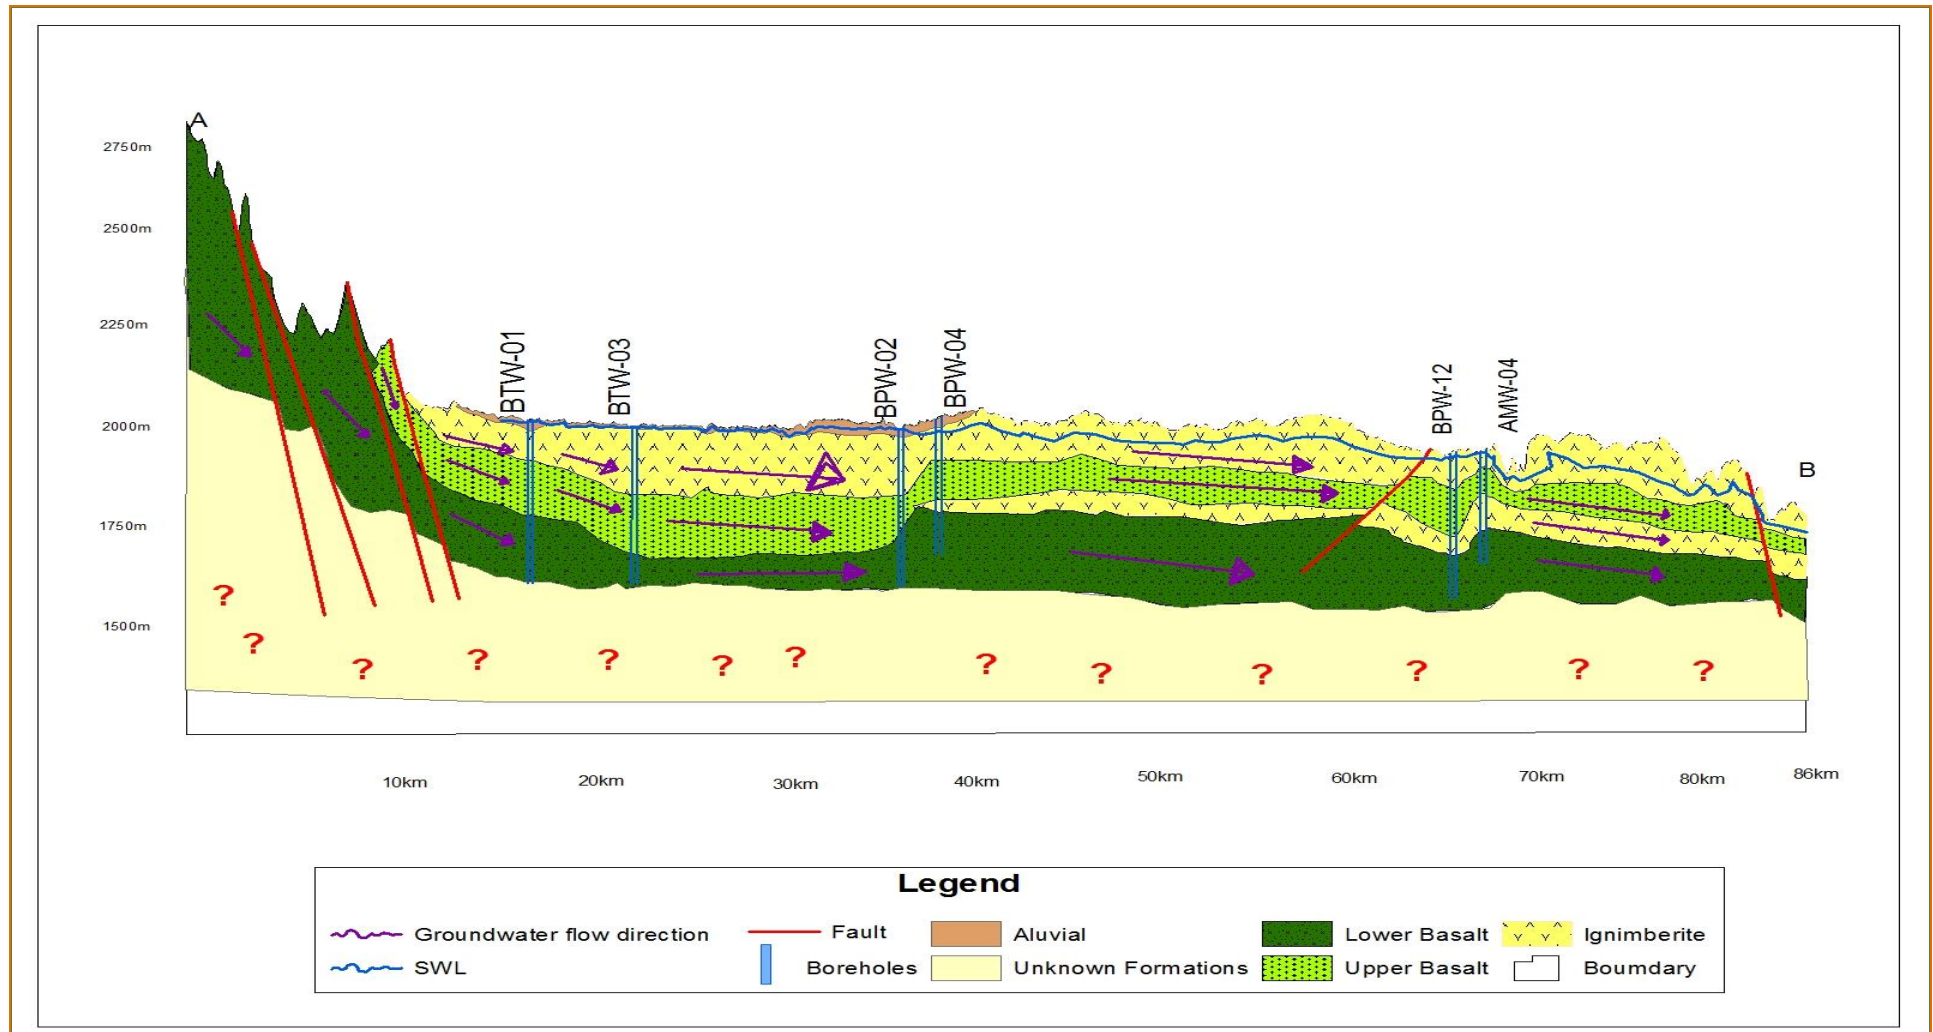 A
2750m
2500m
2250m
2000m
1750m
1500m
BTW-01
BTW-03
BPW-02
BPW-04
BPW-12
AMW-04
B
? ? ? ? ? ? ? ? ? ? ? ? ?
10km 20km 30km 40km 50km 60km 70km 80km 86km
Legend
Groundwater flow direction Fault Aluvial Lower Basalt Ignimberite
SWL Boreholes Unknown Formations Upper Basalt Boumdary